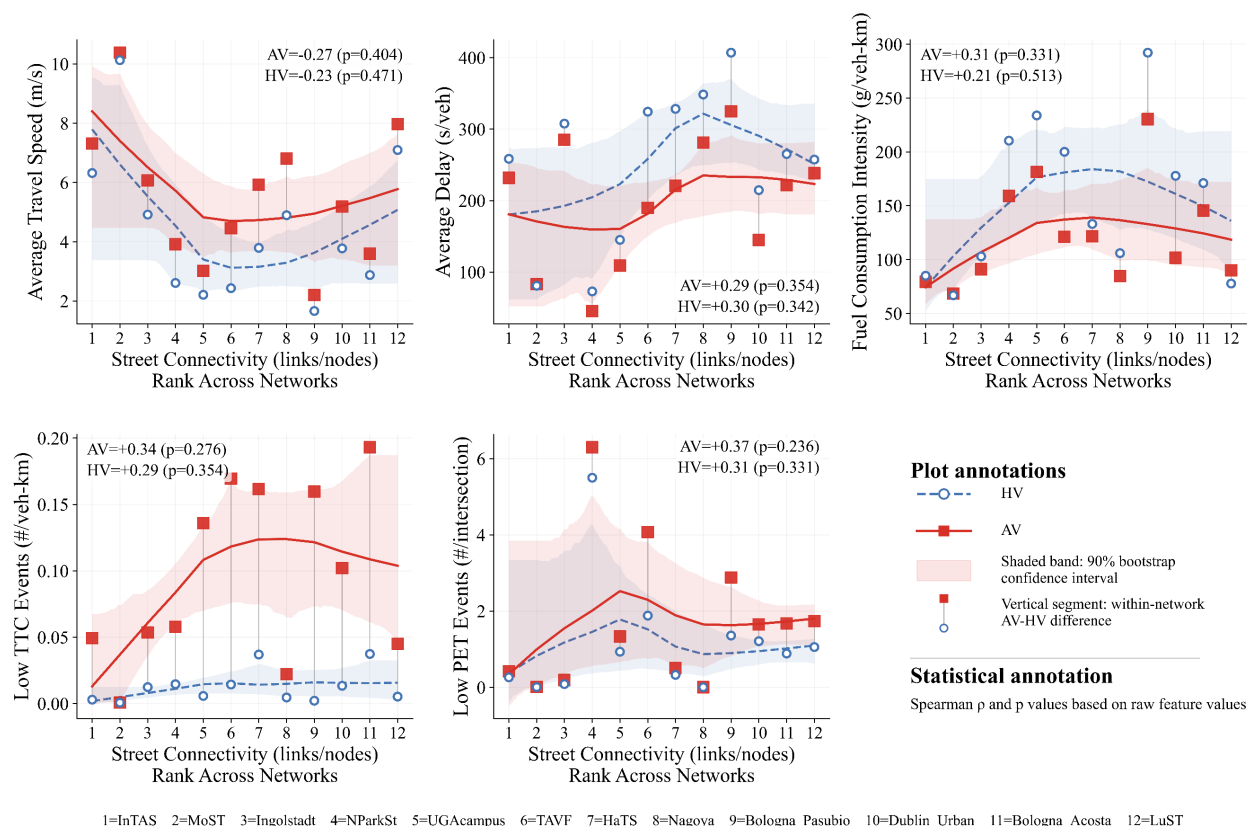 AV=-0.27 (p=0.404)
HV=-0.23 (p=0.471)
Average Travel Speed (m/s)
10
8
6
4
2
1 2 3 4 5 6 7 8 9 10 11 12
Street Connectivity (links/nodes)
Rank Across Networks
Average Delay (s/veh)
400
300
200
100
AV=+0.29 (p=0.354)
HV=+0.30 (p=0.342)
1 2 3 4 5 6 7 8 9 10 11 12
Street Connectivity (links/nodes)
Rank Across Networks
Fuel Consumption Intensity (g/veh-km)
AV=+0.31 (p=0.331)
HV=+0.21 (p=0.513)
300
250
200
150
100
50
1 2 3 4 5 6 7 8 9 10 11 12
Street Connectivity (links/nodes)
Rank Across Networks
Low TTC Events (#/veh-km)
AV=+0.34 (p=0.276)
HV=+0.29 (p=0.354)
0.20
0.15
0.10
0.05
0.00
1 2 3 4 5 6 7 8 9 10 11 12
Street Connectivity (links/nodes)
Rank Across Networks
Low PET Events (#/intersection)
AV=+0.37 (p=0.236)
HV=+0.31 (p=0.331)
6
4
2
0
1 2 3 4 5 6 7 8 9 10 11 12
Street Connectivity (links/nodes)
Rank Across Networks
Plot annotations
HV
AV
Shaded band: 90% bootstrap
confidence interval
Vertical segment: within-network
AV-HV difference
Statistical annotation
Spearman ρ and p values based on raw feature values
1=InTAS 2=MoST 3=Ingolstadt 4=NParkSt 5=UGAcampus 6=TAVF 7=HaTS 8=Nagoya 9=Bologna_Pasubio 10=Dublin_Urban 11=Bologna_Acosta 12=LuST